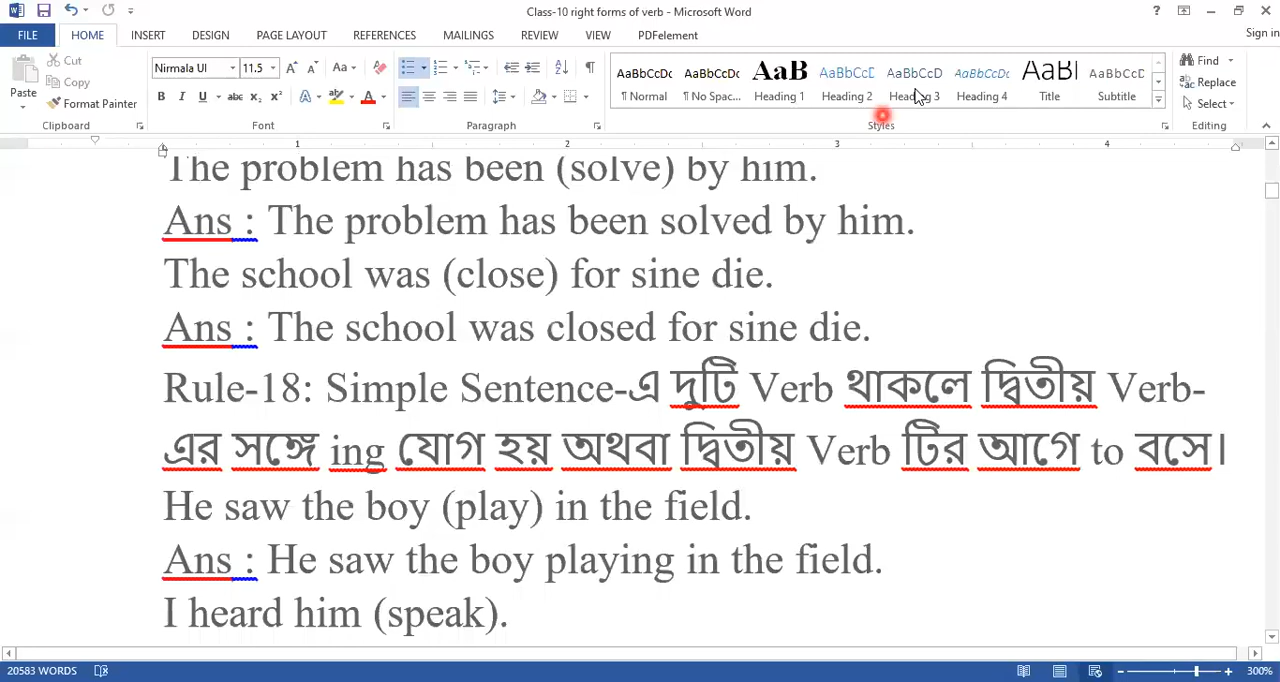 Class-10 right forms of verb - Microsoft Word
?
FILE HOME INSERT DESIGN PAGE LAYOUT REFERENCES MAILINGS REVIEW VIEW PDFelement Sign in
Paste Cut Copy Format Painter
Nirmala UI 11.5
AaBbCcDc AaBbCcDc AaB AaBbCcD AaBbCcD AaBbCcDc AaBl AaBbCcD
¶ Normal ¶ No Spac... Heading 1 Heading 2 Heading 3 Heading 4 Title Subtitle
Find Replace Select
Clipboard Font Paragraph Styles Editing
1 2 3 4
The problem has been (solve) by him.
Ans : The problem has been solved by him.
The school was (close) for sine die.
Ans : The school was closed for sine die.
Rule-18: Simple Sentence-এ দুটি Verb থাকলে দ্বিতীয় Verb-
এর সঙ্গে ing যোগ হয় অথবা দ্বিতীয় Verb টির আগে to বসে।
He saw the boy (play) in the field.
Ans : He saw the boy playing in the field.
I heard him (speak).
20583 WORDS 300%